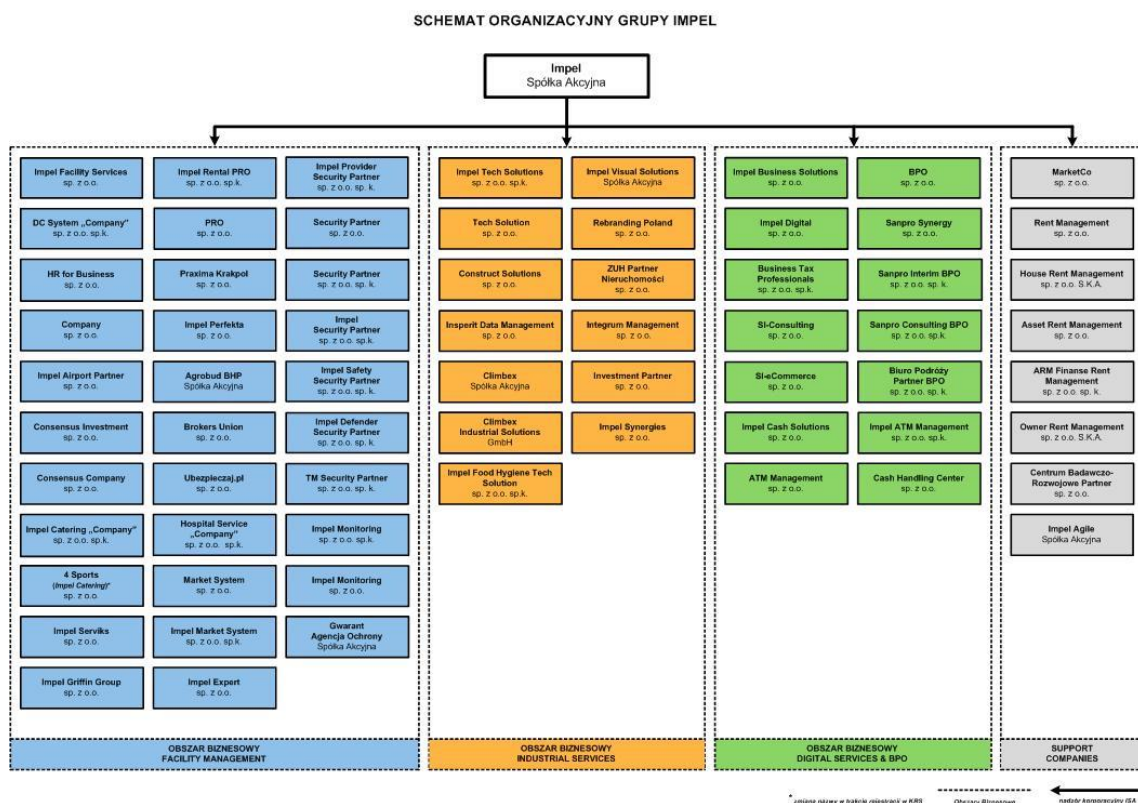 SCHEMAT ORGANIZACYJNY GRUPY IMPEL
Impel
Spółka Akcyjna
Impel Facility Services
sp. z o.o.
DC System „Company”
sp. z o.o. sp.k.
HR for Business
sp. z o.o.
Company
sp. z o.o.
Impel Airport Partner
sp. z o.o.
Consensus Investment
sp. z o.o.
Consensus Company
sp. z o.o.
Impel Catering „Company”
sp. z o.o. sp.k.
4 Sports
(Impel Catering)*
sp. z o.o.
Impel Serviks
sp. z o.o.
Impel Griffin Group
sp. z o.o.
Impel Rental PRO
sp. z o.o. sp.k.
PRO
sp. z o.o.
Praxima Krakpol
sp. z o.o.
Impel Perfekta
sp. z o.o.
Agrobud BHP
Spółka Akcyjna
Brokers Union
sp. z o.o.
Ubezpieczaj.pl
sp. z o.o.
Hospital Service
„Company”
sp. z o.o. sp.k.
Market System
sp. z o.o.
Impel Market System
sp. z o.o. sp.k.
Impel Expert
sp. z o.o.
Impel Provider
Security Partner
sp. z o.o. sp.k.
Security Partner
sp. z o.o.
Security Partner
sp. z o.o. sp. k.
Impel
Security Partner
sp. z o.o. sp.k.
Impel Safety
Security Partner
sp. z o.o. sp. k.
Impel Defender
Security Partner
sp. z o.o. sp. k.
TM Security Partner
sp. z o.o. sp. k.
Impel Monitoring
sp. z o.o. sp.k.
Impel Monitoring
sp. z o.o.
Gwarant
Agencja Ochrony
Spółka Akcyjna
OBSZAR BIZNESOWY
FACILITY MANAGEMENT
Impel Tech Solutions
sp. z o.o. sp.k.
Tech Solution
sp. z o.o.
Construct Solutions
sp. z o.o.
Insperit Data Management
sp. z o.o.
Climbex
Spółka Akcyjna
Climbex
Industrial Solutions
GmbH
Impel Food Hygiene Tech
Solution
sp. z o.o. sp.k.
Impel Visual Solutions
Spółka Akcyjna
Rebranding Poland
sp. z o.o.
ZUH Partner
Nieruchomości
sp. z o.o.
Integrum Management
sp. z o.o.
Investment Partner
sp. z o.o.
Impel Synergies
sp. z o.o.
OBSZAR BIZNESOWY
INDUSTRIAL SERVICES
Impel Business Solutions
sp. z o.o.
Impel Digital
sp. z o.o.
Business Tax
Professionals
sp. z o.o. sp.k.
SI-Consulting
sp. z o.o.
SI-eCommerce
sp. z o.o.
Impel Cash Solutions
sp. z o.o.
ATM Management
sp. z o.o.
BPO
sp. z o.o.
Sanpro Synergy
sp. z o.o.
Sanpro Interim BPO
sp. z o.o. sp. k.
Sanpro Consulting BPO
sp. z o.o. sp.k.
Biuro Podróży
Partner BPO
sp. z o.o. sp. k.
Impel ATM Management
sp. z o.o. sp.k.
Cash Handling Center
sp. z o.o.
OBSZAR BIZNESOWY
DIGITAL SERVICES & BPO
MarketCo
sp. z o.o.
Rent Management
sp. z o.o.
House Rent Management
sp. z o.o. S.K.A.
Asset Rent Management
sp. z o.o.
ARM Finanse Rent
Management
sp. z o.o. sp. k.
Owner Rent Management
sp. z o.o. S.K.A.
Centrum Badawczo-
Rozwojowe Partner
sp. z o.o.
Impel Agile
Spółka Akcyjna
SUPPORT
COMPANIES
* zmiana nazwy w trakcie rejestracji w KRS
Obszary Biznesowe
nadzór korporacyjny (SA